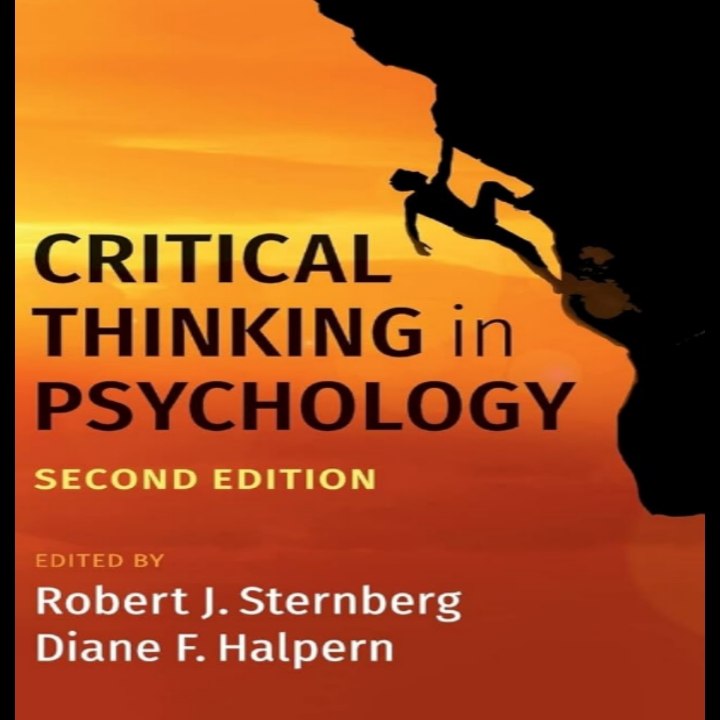 CRITICAL
THINKING in
PSYCHOLOGY
SECOND EDITION
EDITED BY
Robert J. Sternberg
Diane F. Halpern